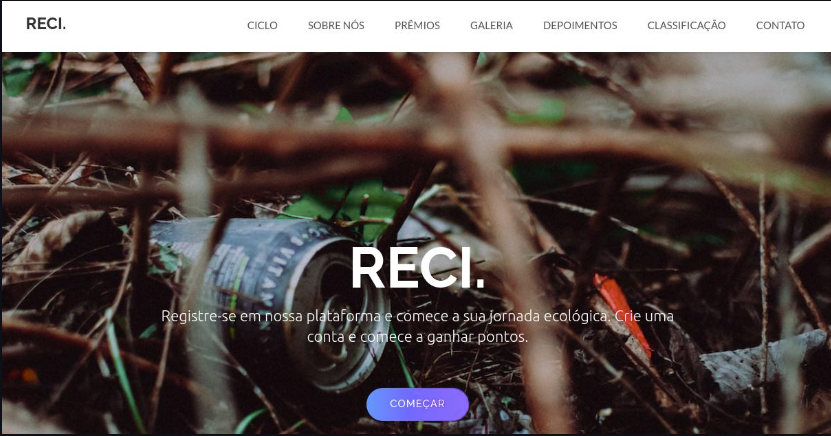 RECI.
CICLO SOBRE NÓS PRÊMIOS GALERIA DEPOIMENTOS CLASSIFICAÇÃO CONTATO
RECI.
Registre-se em nossa plataforma e comece a sua jornada ecológica. Crie uma
conta e comece a ganhar pontos.
COMEÇAR